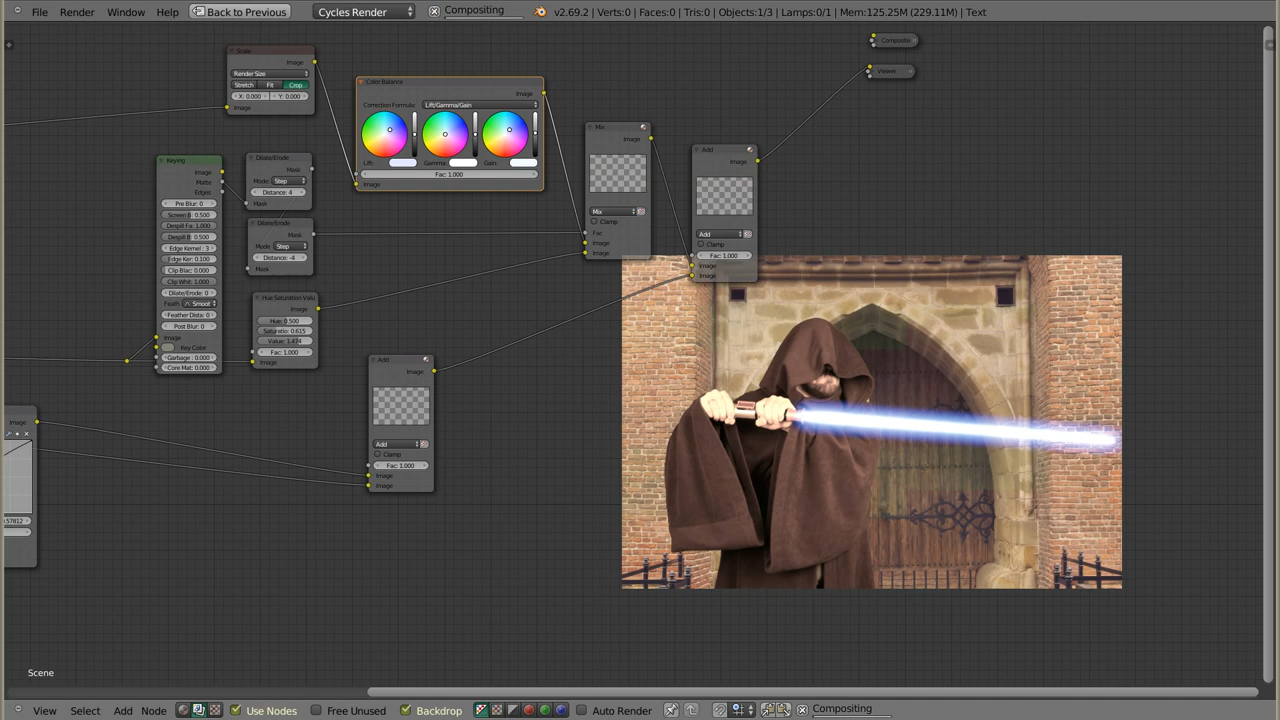 File Render Window Help Back to Previous Cycles Render Compositing v2.69.2 | Verts:0 | Faces:0 | Tris:0 | Objects:1/3 | Lamps:0/1 | Mem:125.25M (229.11M) | Text
Composite
Viewer
Scale
Image
Render Size
Stretch Fit Crop
X: 0.000 Y: 0.000
Image
Color Balance
Image
Correction Formula: Lift/Gamma/Gain
Lift: Gamma: Gain:
Fac: 1.000
Image
Keying
Image
Matte
Edges
Pre Blur: 0
Screen B: 0.500
Despill Fa: 1.000
Despill B: 0.500
Edge Kernel: 3
Edge Ker: 0.100
Clip Blac: 0.000
Clip Whit: 1.000
Dilate/Erode: 0
Feath Smoot
Feather Dista: 0
Post Blur: 0
Image
Key Color
Garbage : 0.000
Core Mat: 0.000
Dilate/Erode
Mask
Mode: Step
Distance: 4
Mask
Dilate/Erode
Mask
Mode Step
Distance: -4
Mask
Hue Saturation Valu
Image
Hue: 0.500
Saturatio: 0.615
Value: 1.474
Fac: 1.000
Image
Mix
Image
Mix
Clamp
Fac
Image
Image
Add
Image
Add
Clamp
Fac: 1.000
Image
Image
Add
Image
Add
Clamp
Fac: 1.000
Image
Image
Image
.57812
Scene
View Select Add Node Use Nodes Free Unused Backdrop Auto Render Compositing